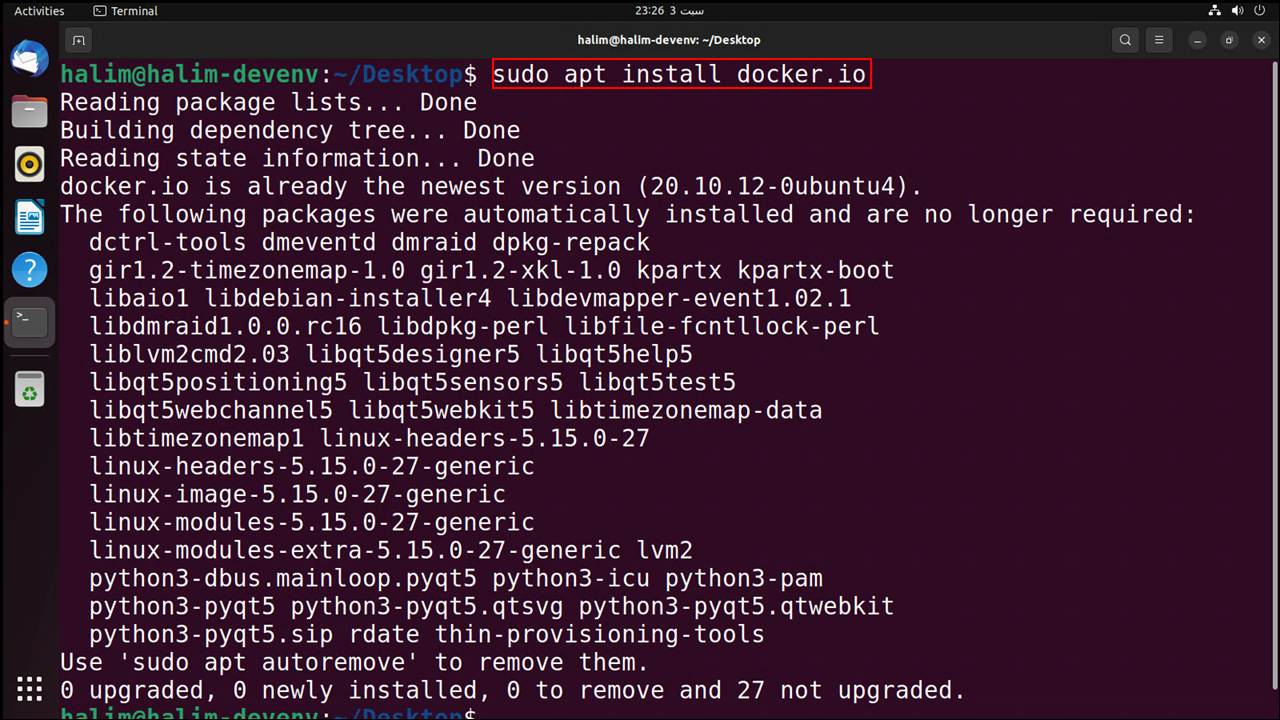 Activities Terminal 23:26 3 سبت
halim@halim-devenv: ~/Desktop
halim@halim-devenv:~/Desktop$ sudo apt install docker.io
Reading package lists... Done
Building dependency tree... Done
Reading state information... Done
docker.io is already the newest version (20.10.12-0ubuntu4).
The following packages were automatically installed and are no longer required:
dctrl-tools dmeventd dmraid dpkg-repack
gir1.2-timezonemap-1.0 gir1.2-xkl-1.0 kpartx kpartx-boot
libaio1 libdebian-installer4 libdevmapper-event1.02.1
libdmraid1.0.0.rc16 libdpkg-perl libfile-fcntllock-perl
liblvm2cmd2.03 libqt5designer5 libqt5help5
libqt5positioning5 libqt5sensors5 libqt5test5
libqt5webchannel5 libqt5webkit5 libtimezonemap-data
libtimezonemap1 linux-headers-5.15.0-27
linux-headers-5.15.0-27-generic
linux-image-5.15.0-27-generic
linux-modules-5.15.0-27-generic
linux-modules-extra-5.15.0-27-generic lvm2
python3-dbus.mainloop.pyqt5 python3-icu python3-pam
python3-pyqt5 python3-pyqt5.qtsvg python3-pyqt5.qtwebkit
python3-pyqt5.sip rdate thin-provisioning-tools
Use 'sudo apt autoremove' to remove them.
0 upgraded, 0 newly installed, 0 to remove and 27 not upgraded.
halim@halim-devenv:~/Desktop$